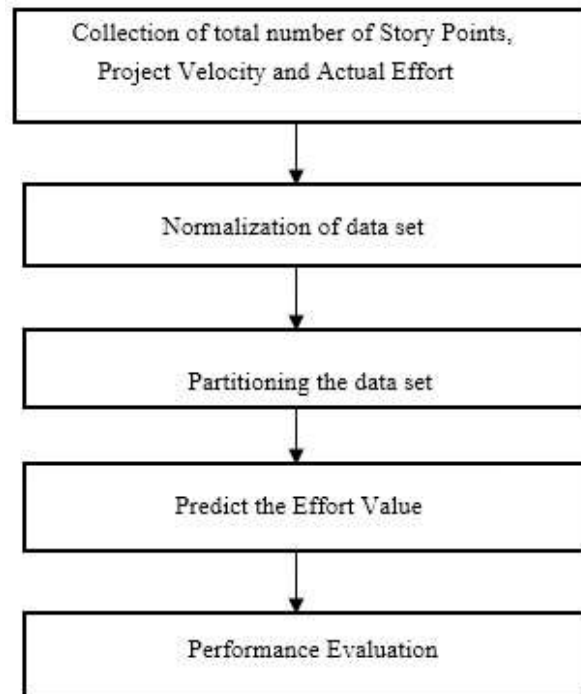 Collection of total number of Story Points,
Project Velocity and Actual Effort
Normalization of data set
Partitioning the data set
Predict the Effort Value
Performance Evaluation